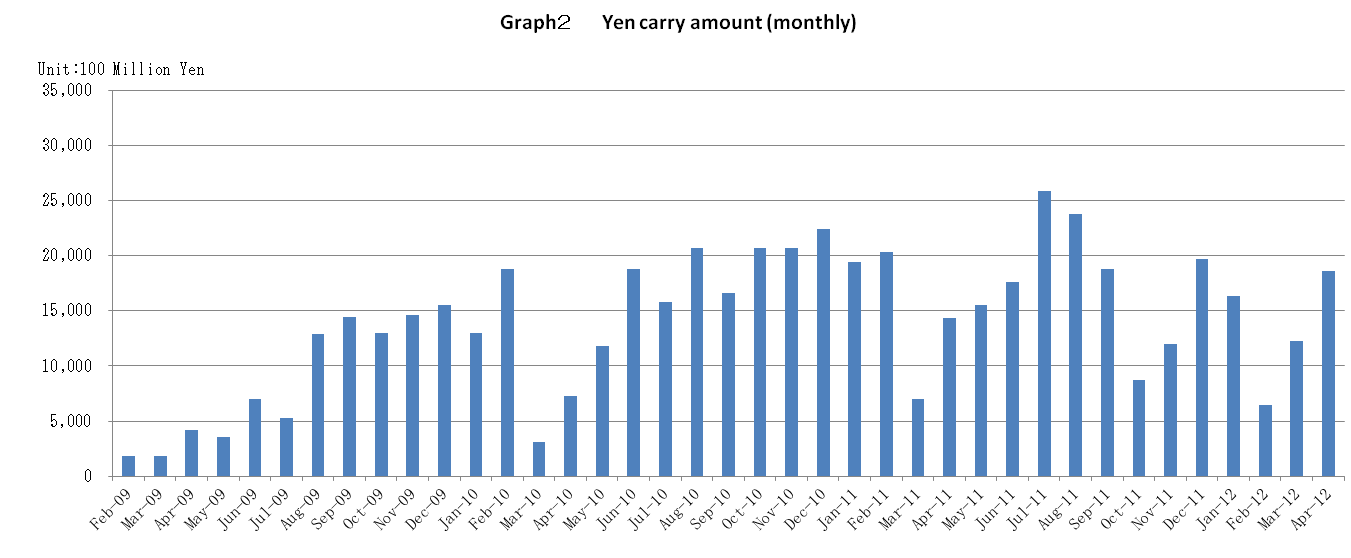 Graph２ Yen carry amount (monthly)
Unit:100 Million Yen
35,000
30,000
25,000
20,000
15,000
10,000
5,000
0
Feb-09 Mar-09 Apr-09 May-09 Jun-09 Jul-09 Aug-09 Sep-09 Oct-09 Nov-09 Dec-09 Jan-10 Feb-10 Mar-10 Apr-10 May-10 Jun-10 Jul-10 Aug-10 Sep-10 Oct-10 Nov-10 Dec-10 Jan-11 Feb-11 Mar-11 Apr-11 May-11 Jun-11 Jul-11 Aug-11 Sep-11 Oct-11 Nov-11 Dec-11 Jan-12 Feb-12 Mar-12 Apr-12